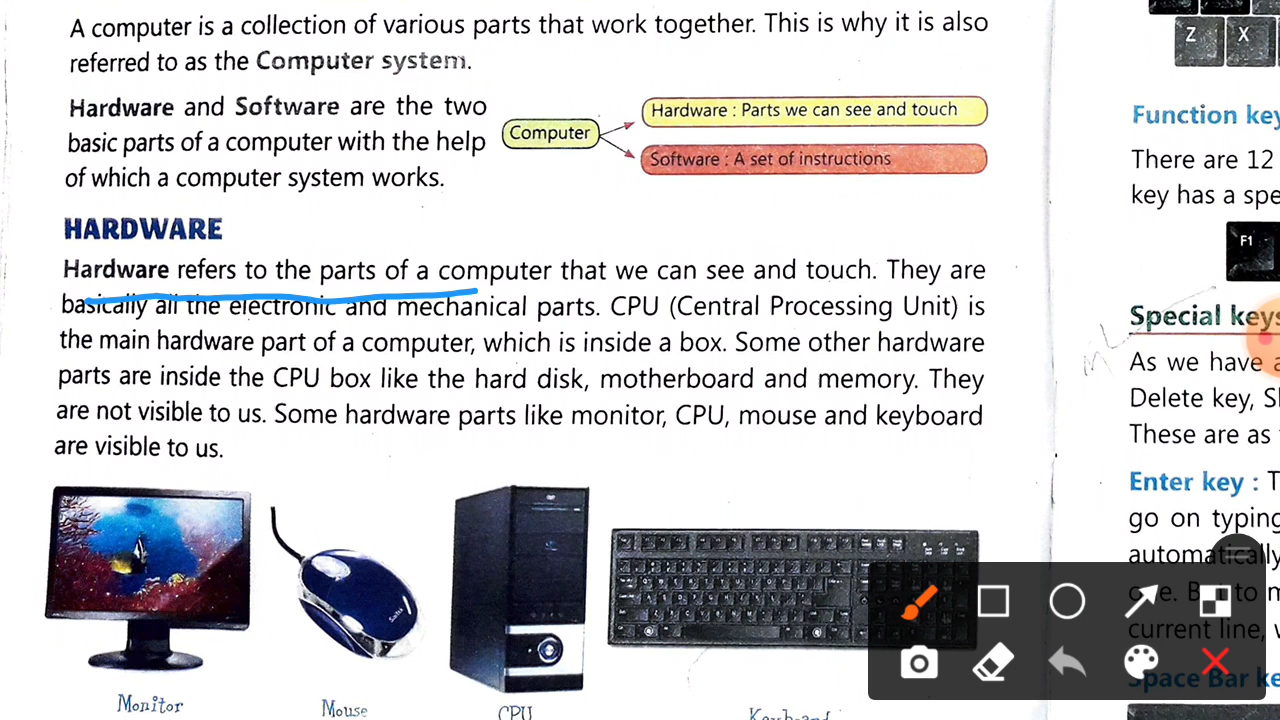 A computer is a collection of various parts that work together. This is why it is also
referred to as the Computer system.
Hardware and Software are the two
basic parts of a computer with the help
of which a computer system works.
Computer
Hardware : Parts we can see and touch
Software : A set of instructions
HARDWARE
Hardware refers to the parts of a computer that we can see and touch. They are
basically all the electronic and mechanical parts. CPU (Central Processing Unit) is
the main hardware part of a computer, which is inside a box. Some other hardware
parts are inside the CPU box like the hard disk, motherboard and memory. They
are not visible to us. Some hardware parts like monitor, CPU, mouse and keyboard
are visible to us.
Monitor
Mouse
CPU
Keyboard
Z X
Function key
There are 12
key has a spe
F1
Special keys
As we have a
Delete key, Sh
These are as
Enter key : T
go on typing
automatically
current line, w
Space Bar ke